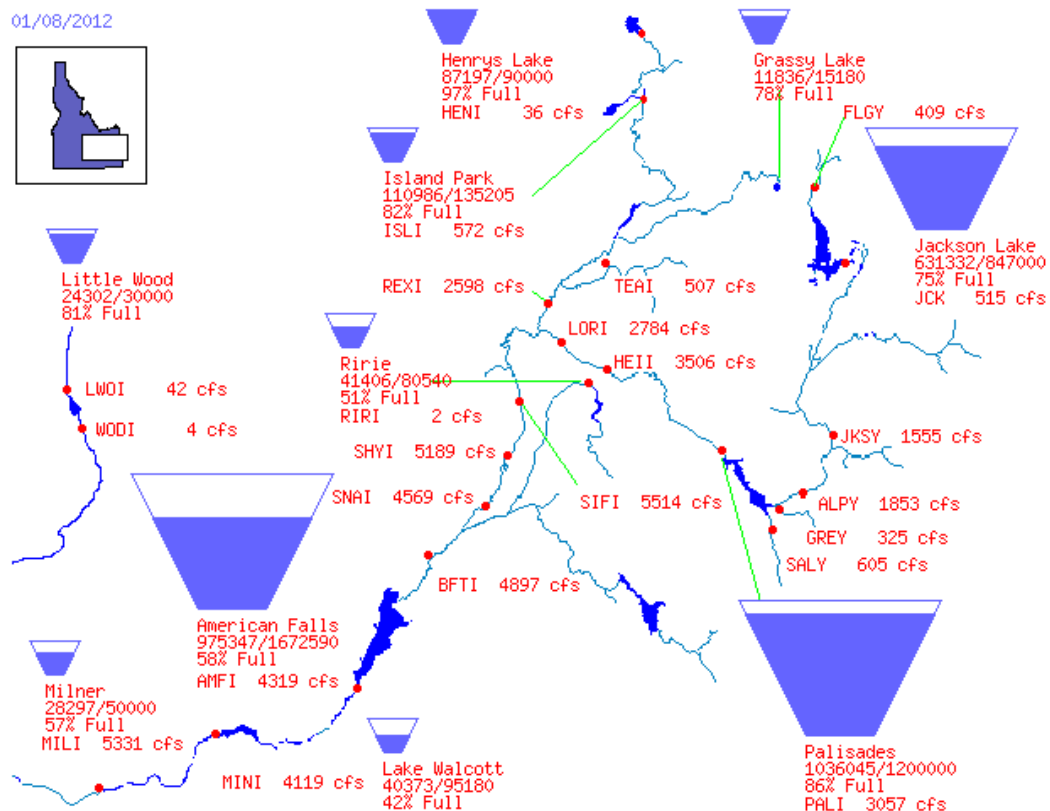 01/08/2012
Henrys Lake
87197/90000
97% Full
HENI 36 cfs
Grassy Lake
11836/15180
78% Full
FLGY 409 cfs
Island Park
110986/135205
82% Full
ISLI 572 cfs
Jackson Lake
631332/847000
75% Full
JCK 515 cfs
Little Wood
24302/30000
81% Full
REXI 2598 cfs
TEAI 507 cfs
LORI 2784 cfs
HEII 3506 cfs
Ririe
41406/80540
51% Full
RIRI 2 cfs
LWOI 42 cfs
WODI 4 cfs
JKSY 1555 cfs
SHYI 5189 cfs
SNAI 4569 cfs
SIFI 5514 cfs
ALPY 1853 cfs
GREY 325 cfs
SALY 605 cfs
BFTI 4897 cfs
American Falls
975347/1672590
58% Full
AMFI 4319 cfs
Milner
28297/50000
57% Full
MILI 5331 cfs
MINI 4119 cfs
Lake Walcott
40373/95180
42% Full
Palisades
1036045/1200000
86% Full
PALI 3057 cfs